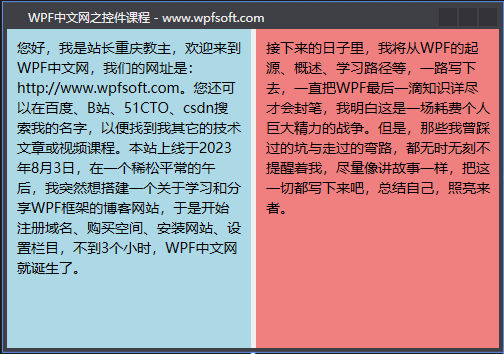 WPF中文网之控件课程 - www.wpfsoft.com
您好，我是站长重庆教主，欢迎来到
WPF中文网，我们的网址是：
http://www.wpfsoft.com。您还可
以在百度、B站、51CTO、csdn搜
索我的名字，以便找到我其它的技术
文章或视频课程。本站上线于2023
年8月3日，在一个稀松平常的午
后，我突然想搭建一个关于学习和分
享WPF框架的博客网站，于是开始
注册域名、购买空间、安装网站、设
置栏目，不到3个小时，WPF中文网
就诞生了。
接下来的日子里，我将从WPF的起
源、概述、学习路径等，一路写下
去，一直把WPF最后一滴知识详尽
才会封笔，我明白这是一场耗费个人
巨大精力的战争。但是，那些我曾踩
过的坑与走过的弯路，都无时无刻不
提醒着我，尽量像讲故事一样，把这
一切都写下来吧，总结自己，照亮来
者。